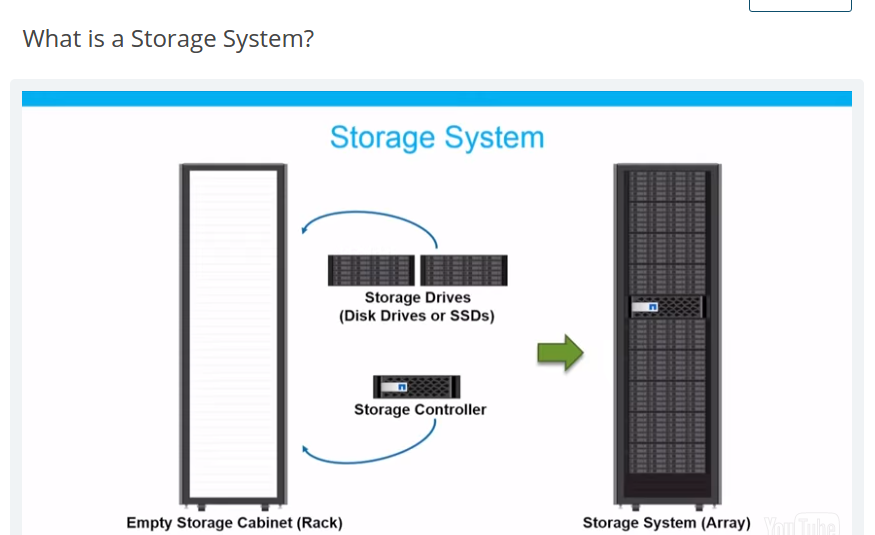 What is a Storage System?
Storage System
Storage Drives
(Disk Drives or SSDs)
Storage Controller
Empty Storage Cabinet (Rack)
Storage System (Array)
YouTube